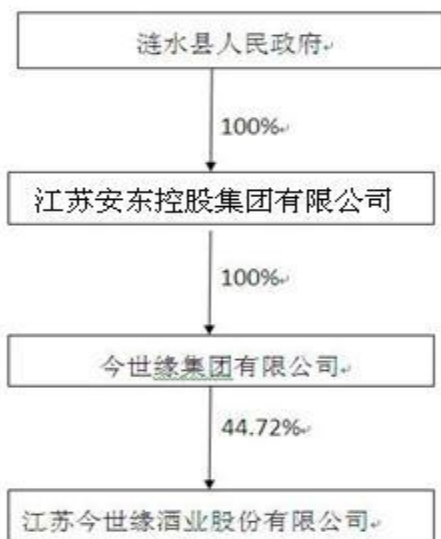 涟水县人民政府
100%
江苏安东控股集团有限公司
100%
今世缘集团有限公司
44.72%
江苏今世缘酒业股份有限公司